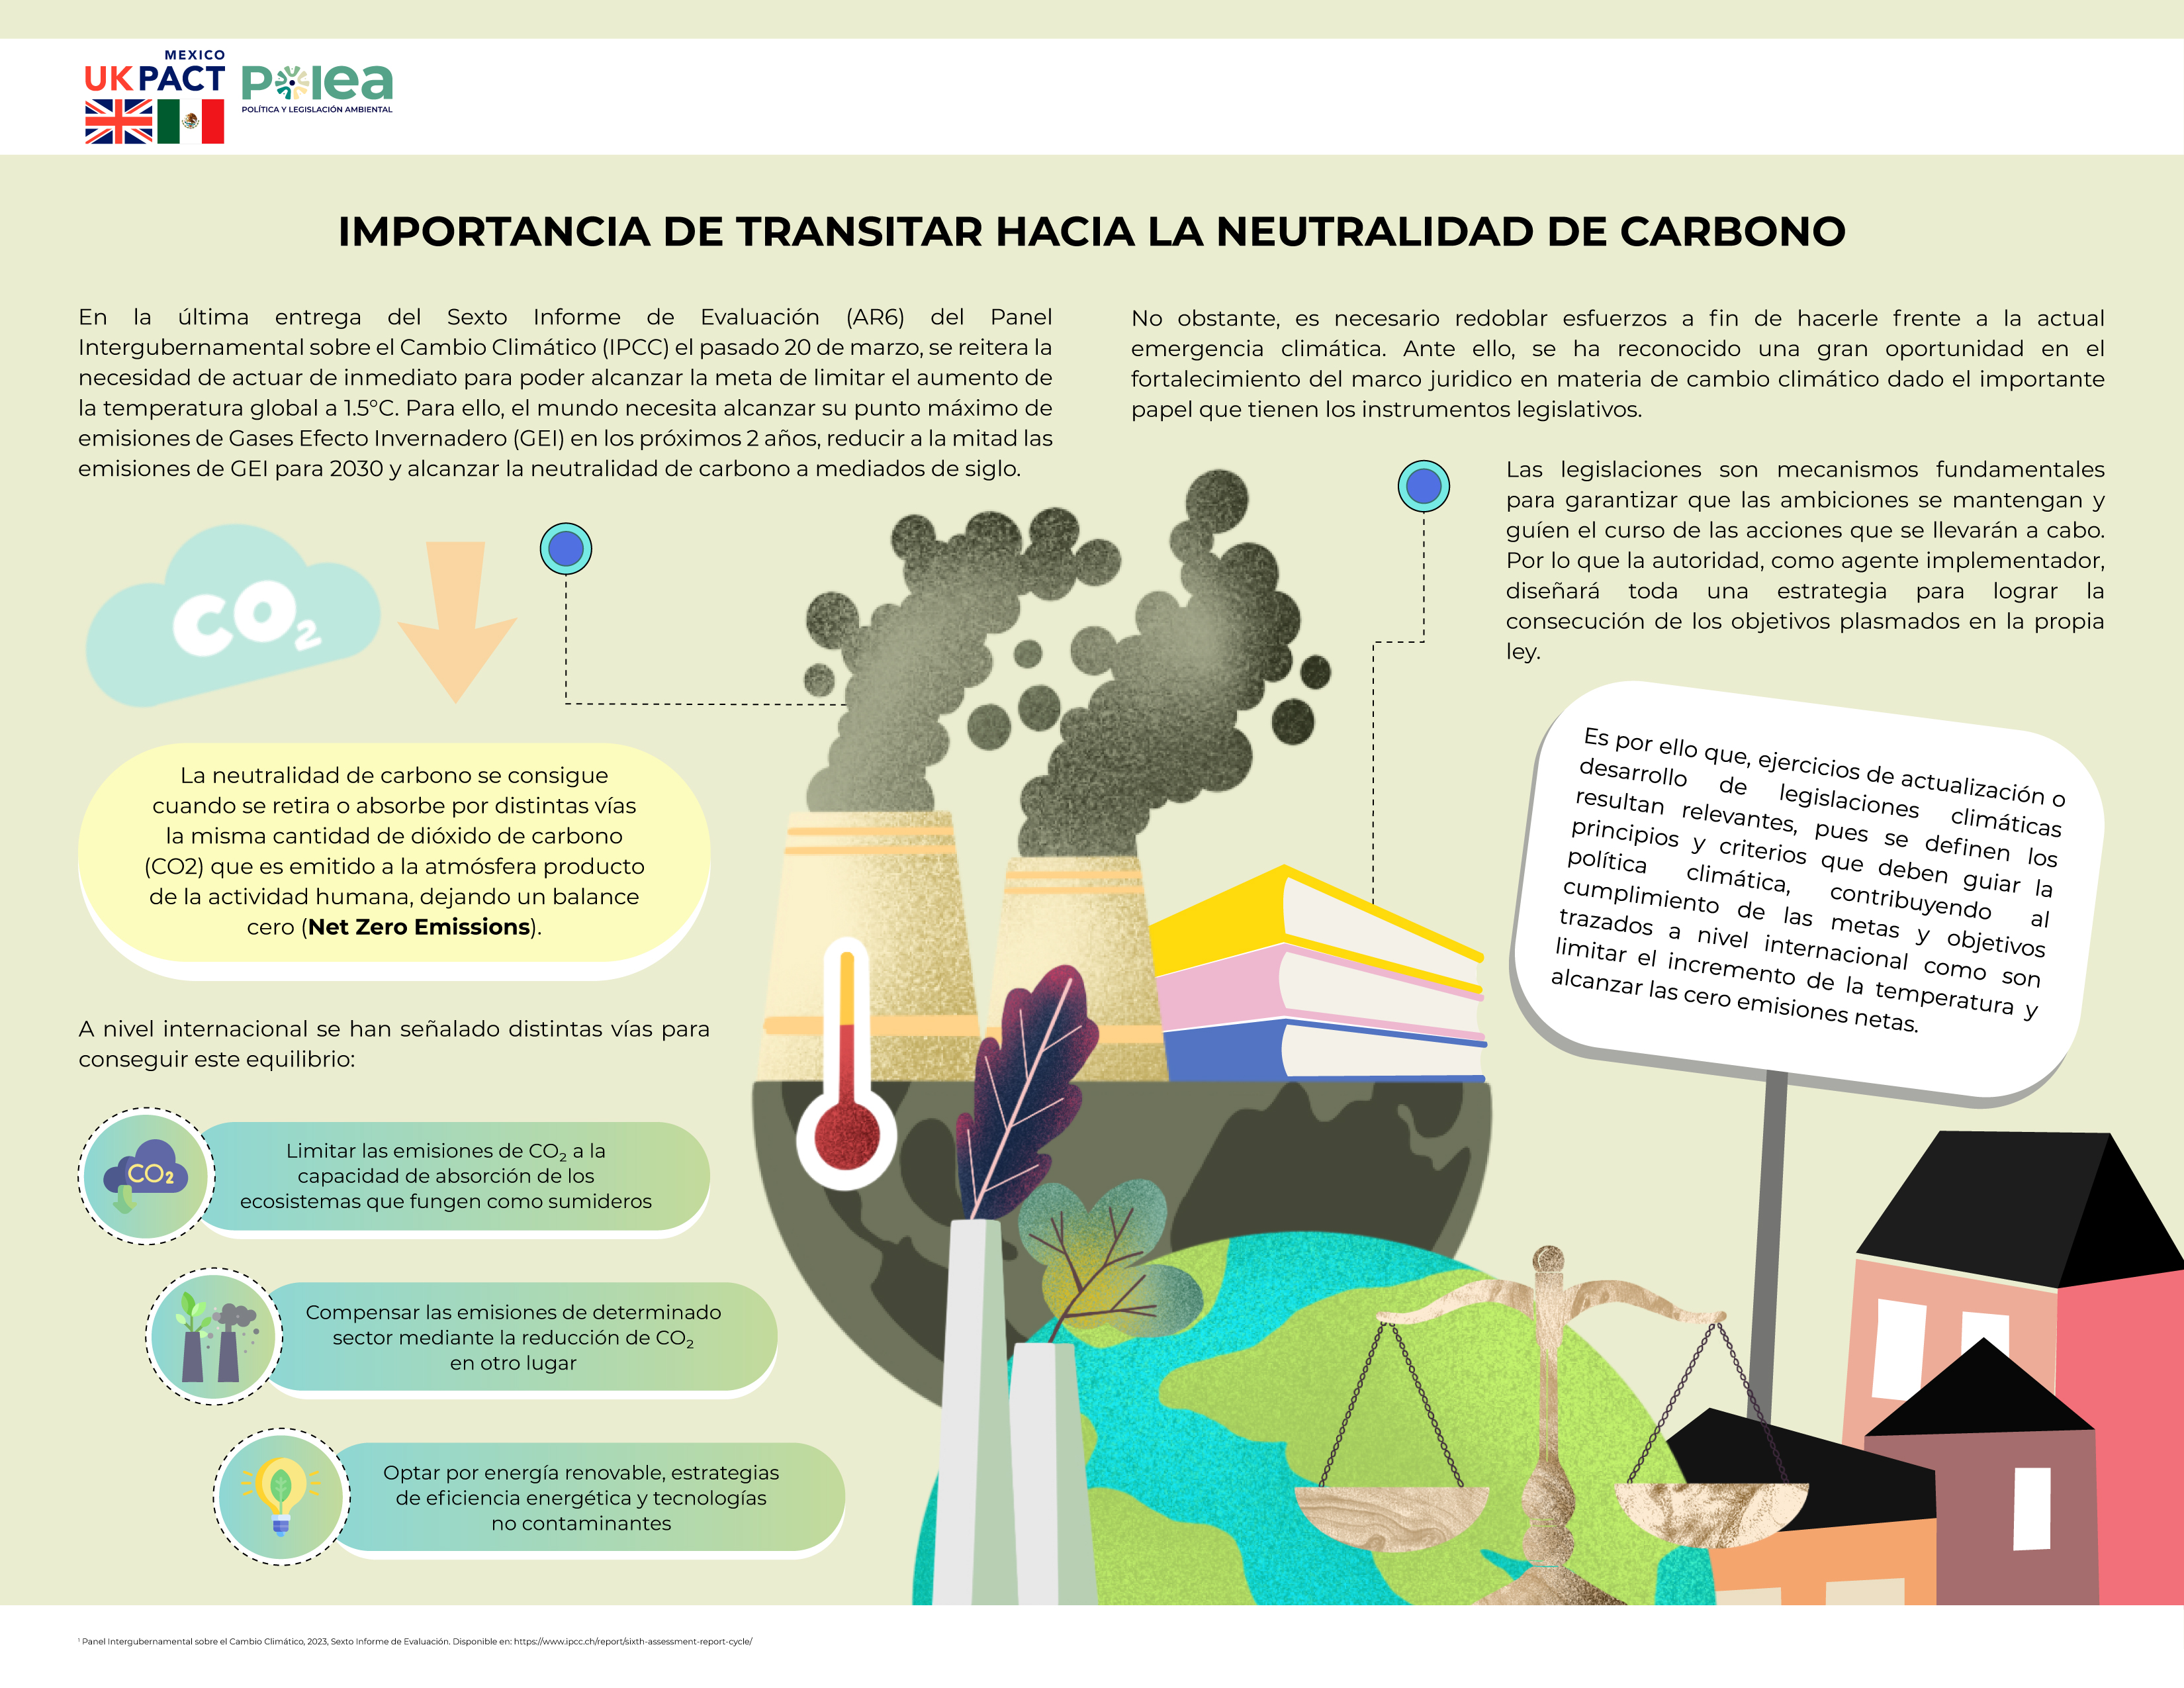 MEXICO
UK PACT
Polea
POLÍTICA Y LEGISLACIÓN AMBIENTAL
IMPORTANCIA DE TRANSITAR HACIA LA NEUTRALIDAD DE CARBONO
En la última entrega del Sexto Informe de Evaluación (AR6) del Panel
Intergubernamental sobre el Cambio Climático (IPCC) el pasado 20 de marzo, se reitera la
necesidad de actuar de inmediato para poder alcanzar la meta de limitar el aumento de
la temperatura global a 1.5°C. Para ello, el mundo necesita alcanzar su punto máximo de
emisiones de Gases Efecto Invernadero (GEI) en los próximos 2 años, reducir a la mitad las
emisiones de GEI para 2030 y alcanzar la neutralidad de carbono a mediados de siglo.
CO₂
La neutralidad de carbono se consigue
cuando se retira o absorbe por distintas vías
la misma cantidad de dióxido de carbono
(CO2) que es emitido a la atmósfera producto
de la actividad humana, dejando un balance
cero (Net Zero Emissions).
A nivel internacional se han señalado distintas vías para
conseguir este equilibrio:
CO₂
Limitar las emisiones de CO₂ a la
capacidad de absorción de los
ecosistemas que fungen como sumideros
Compensar las emisiones de determinado
sector mediante la reducción de CO₂
en otro lugar
Optar por energía renovable, estrategias
de eficiencia energética y tecnologías
no contaminantes
No obstante, es necesario redoblar esfuerzos a fin de hacerle frente a la actual
emergencia climática. Ante ello, se ha reconocido una gran oportunidad en el
fortalecimiento del marco juridico en materia de cambio climático dado el importante
papel que tienen los instrumentos legislativos.
Las legislaciones son mecanismos fundamentales
para garantizar que las ambiciones se mantengan y
guíen el curso de las acciones que se llevarán a cabo.
Por lo que la autoridad, como agente implementador,
diseñará toda una estrategia para lograr la
consecución de los objetivos plasmados en la propia
ley.
Es por ello que, ejercicios de actualización o
desarrollo de legislaciones climáticas
resultan relevantes, pues se definen los
principios y criterios que deben guiar la
política climática, contribuyendo al
cumplimiento de las metas y objetivos
trazados a nivel internacional como son
limitar el incremento de la temperatura y
alcanzar las cero emisiones netas.
¹ Panel Intergubernamental sobre el Cambio Climático, 2023, Sexto Informe de Evaluación. Disponible en: https://www.ipcc.ch/report/sixth-assessment-report-cycle/